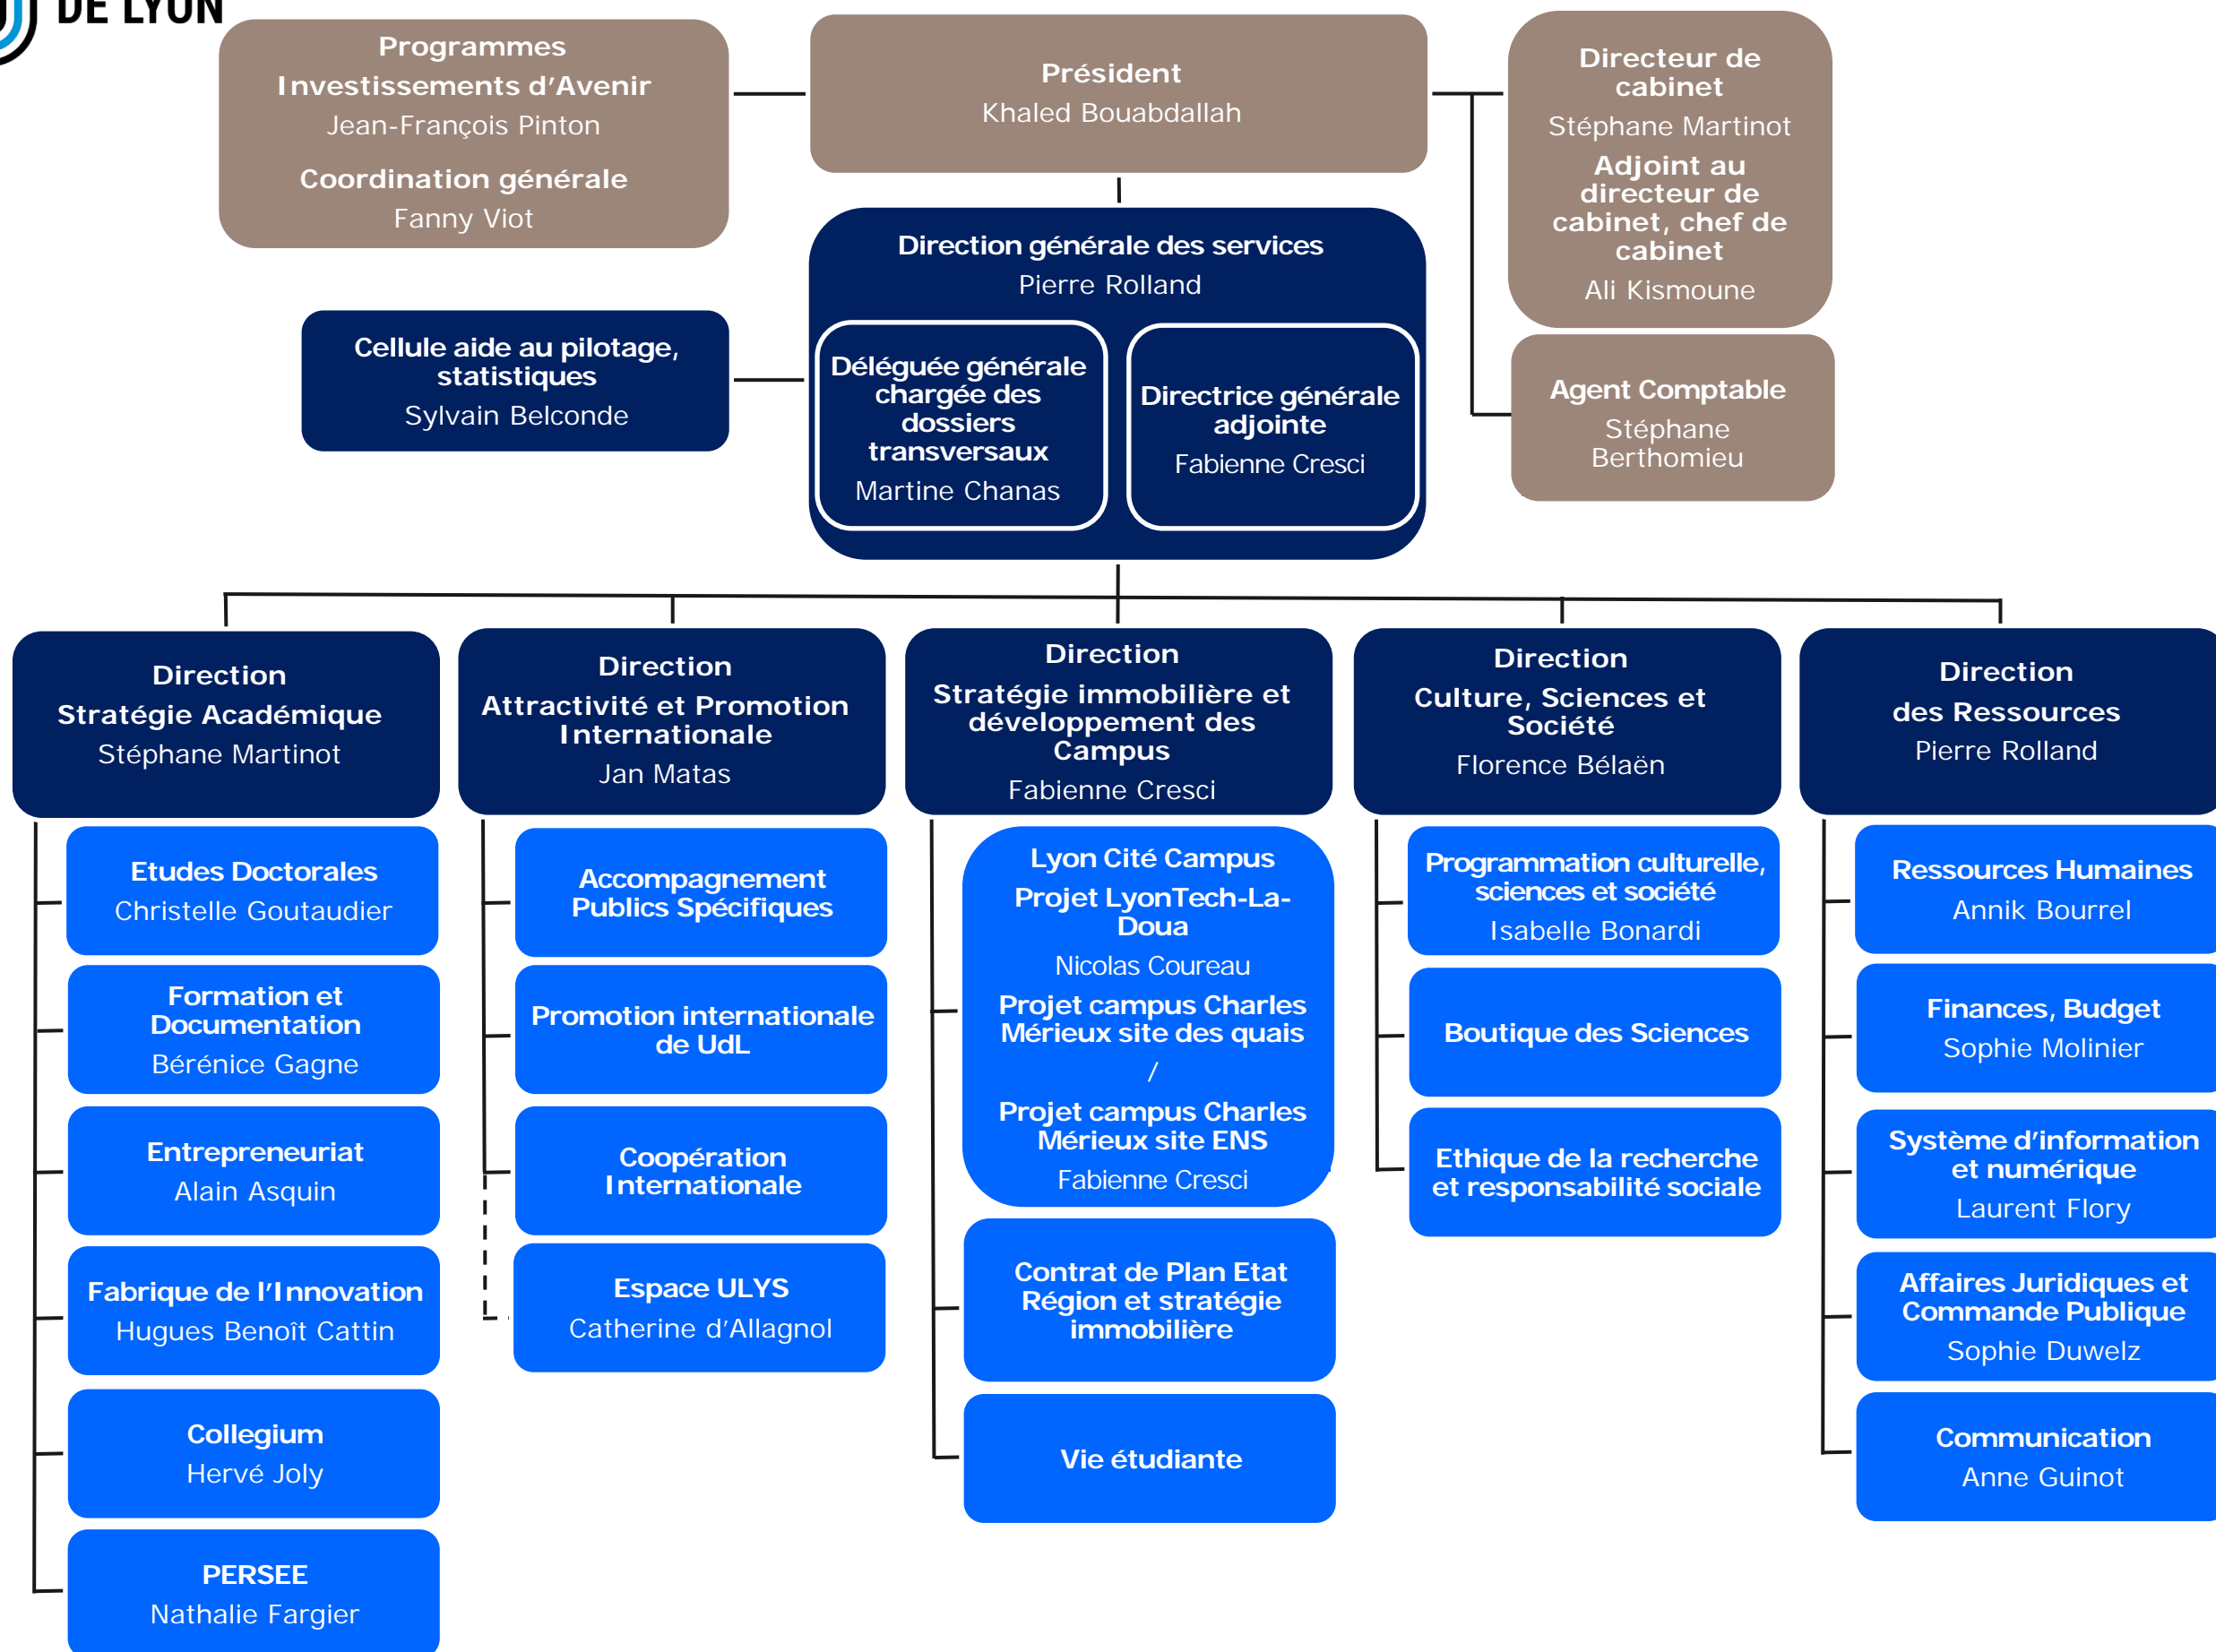 DE LYON
Programmes
Investissements d'Avenir
Jean-François Pinton
Coordination générale
Fanny Viot
Président
Khaled Bouabdallah
Directeur de
cabinet
Stéphane Martinot
Adjoint au
directeur de
cabinet, chef de
cabinet
Ali Kismoune
Direction générale des services
Pierre Rolland
Cellule aide au pilotage,
statistiques
Sylvain Belconde
Déléguée générale
chargée des
dossiers
transversaux
Martine Chanas
Directrice générale
adjointe
Fabienne Cresci
Agent Comptable
Stéphane
Berthomieu
Direction
Stratégie Académique
Stéphane Martinot
Etudes Doctorales
Christelle Goutaudier
Formation et
Documentation
Bérénice Gagne
Entrepreneuriat
Alain Asquin
Fabrique de l'Innovation
Hugues Benoît Cattin
Collegium
Hervé Joly
PERSEE
Nathalie Fargier
Direction
Attractivité et Promotion
Internationale
Jan Matas
Accompagnement
Publics Spécifiques
Promotion internationale
de UdL
Coopération
Internationale
Espace ULYS
Catherine d'Allagnol
Direction
Stratégie immobilière et
développement des
Campus
Fabienne Cresci
Lyon Cité Campus
Projet LyonTech-La-
Doua
Nicolas Coureau
Projet campus Charles
Mérieux site des quais
/
Projet campus Charles
Mérieux site ENS
Fabienne Cresci
Contrat de Plan Etat
Région et stratégie
immobilière
Vie étudiante
Direction
Culture, Sciences et
Société
Florence Bélaën
Programmation culturelle,
sciences et société
Isabelle Bonardi
Boutique des Sciences
Ethique de la recherche
et responsabilité sociale
Direction
des Ressources
Pierre Rolland
Ressources Humaines
Annik Bourrel
Finances, Budget
Sophie Molinier
Système d'information
et numérique
Laurent Flory
Affaires Juridiques et
Commande Publique
Sophie Duwelz
Communication
Anne Guinot